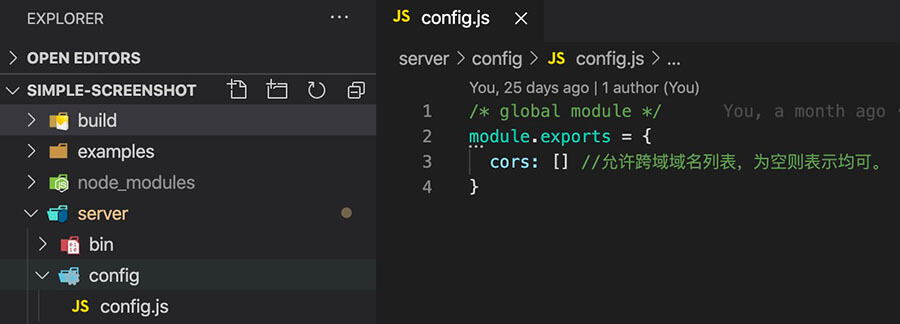 EXPLORER
OPEN EDITORS
SIMPLE-SCREENSHOT
build
examples
node_modules
server
bin
config
JS config.js
JS config.js
server > config > JS config.js > ...
You, 25 days ago | 1 author (You)
1 /* global module */ You, a month ago
2 module.exports = {
3 cors: [] //允许跨域域名列表，为空则表示均可。
4 }